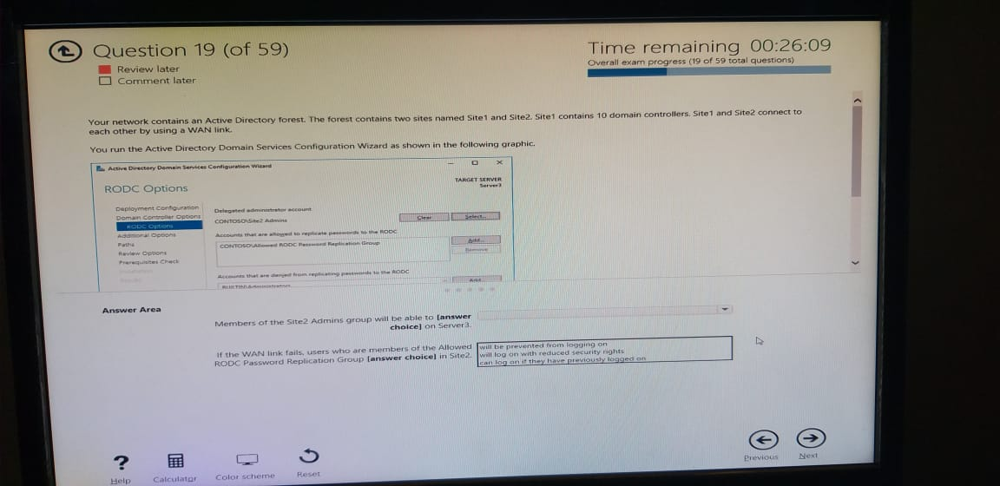 Question 19 (of 59)
Review later
Comment later
Time remaining 00:26:09
Overall exam progress (19 of 59 total questions)
Your network contains an Active Directory forest. The forest contains two sites named Site1 and Site2. Site1 contains 10 domain controllers. Site1 and Site2 connect to
each other by using a WAN link.
You run the Active Directory Domain Services Configuration Wizard as shown in the following graphic.
Active Directory Domain Services Configuration Wizard
RODC Options
TARGET SERVER
Server3
Deployment Configuration
Domain Controller Options
RODC Options
Additional Options
Paths
Review Options
Prerequisites Check
Installation
Results
Delegated administrator account
CONTOSO\Site2 Admins
Clear
Select...
Accounts that are allowed to replicate passwords to the RODC
CONTOSO\Allowed RODC Password Replication Group
Add...
Remove
Accounts that are denied from replicating passwords to the RODC
BUILTIN\Administrators
Add...
Answer Area
Members of the Site2 Admins group will be able to [answer
choice] on Server3.
If the WAN link fails, users who are members of the Allowed
RODC Password Replication Group [answer choice] in Site2.
will be prevented from logging on
will log on with reduced security rights
can log on if they have previously logged on
Help
Calculator
Color scheme
Reset
Previous
Next